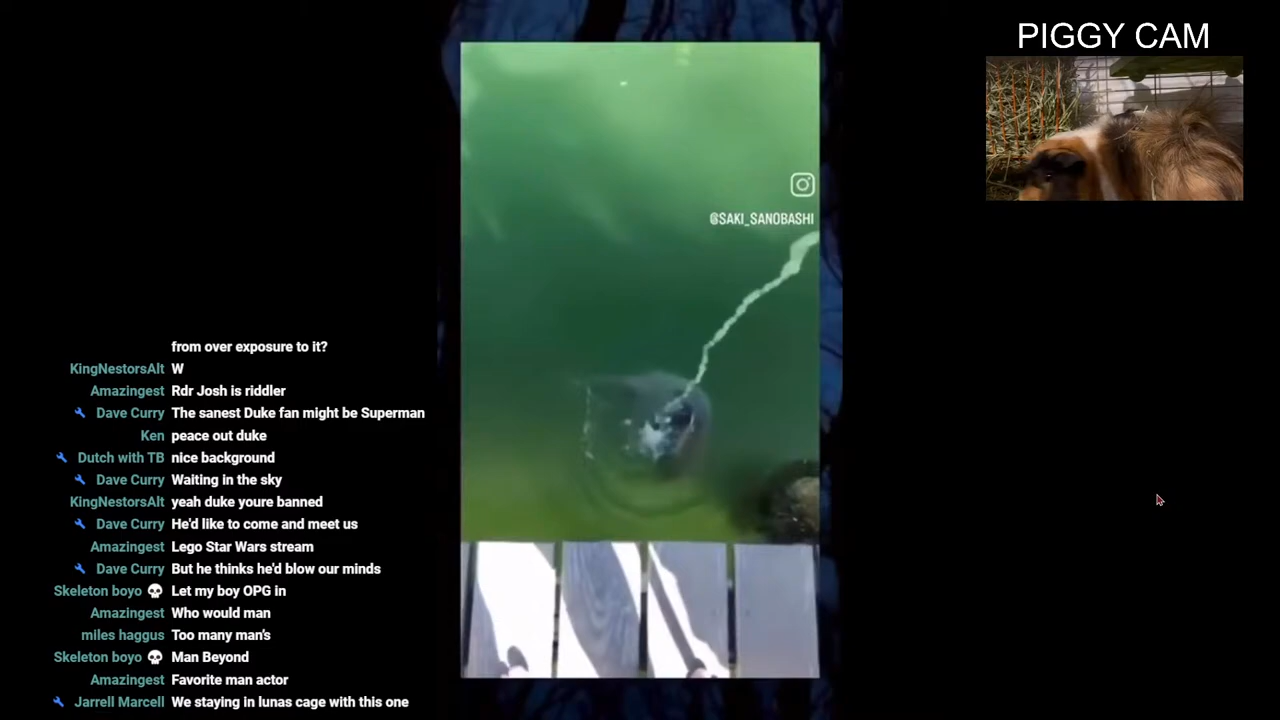 PIGGY CAM
@SAKI_SANOBASHI
from over exposure to it?
KingNestorsAlt W
Amazingest Rdr Josh is riddler
Dave Curry The sanest Duke fan might be Superman
Ken peace out duke
Dutch with TB nice background
Dave Curry Waiting in the sky
KingNestorsAlt yeah duke youre banned
Dave Curry He'd like to come and meet us
Amazingest Lego Star Wars stream
Dave Curry But he thinks he'd blow our minds
Skeleton boyo 💀 Let my boy OPG in
Amazingest Who would man
miles haggus Too many man's
Skeleton boyo 💀 Man Beyond
Amazingest Favorite man actor
Jarrell Marcell We staying in lunas cage with this one